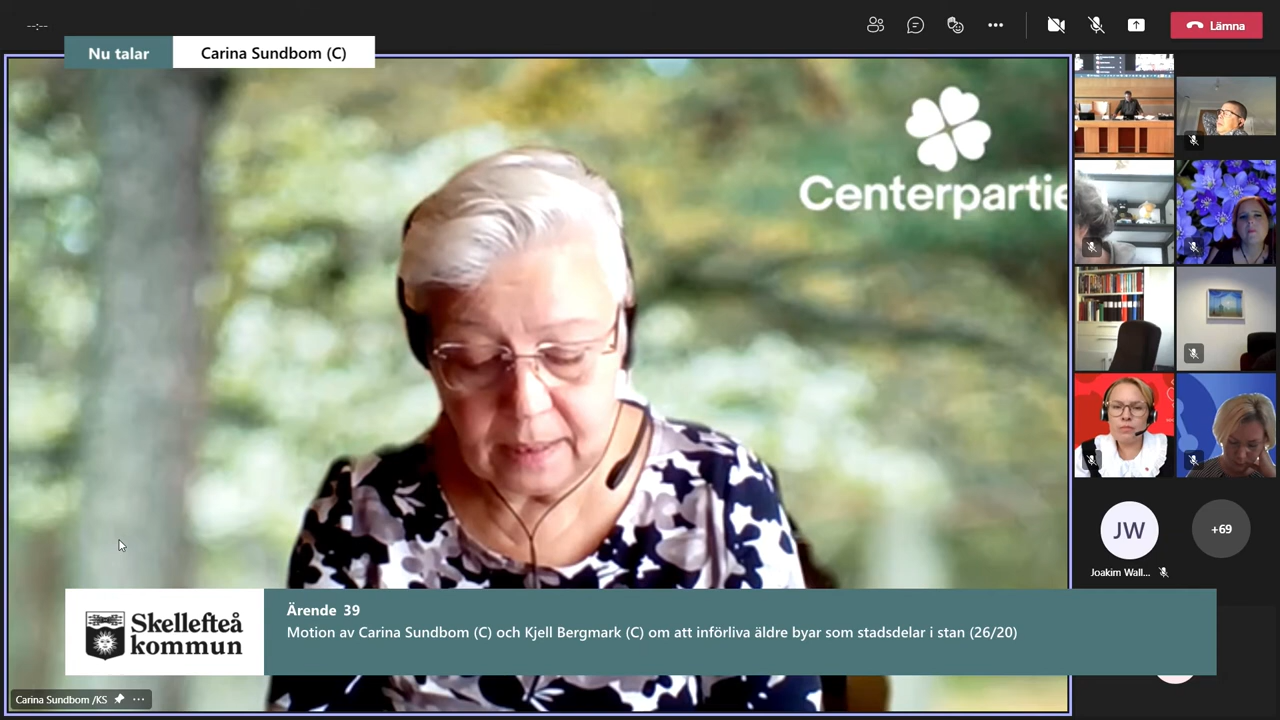 --:--
Lämna
Nu talar
Carina Sundbom (C)
Centerpartie
JW
+69
Joakim Wall...
Skellefteå
kommun
Ärende 39
Motion av Carina Sundbom (C) och Kjell Bergmark (C) om att införliva äldre byar som stadsdelar i stan (26/20)
Carina Sundbom /KS